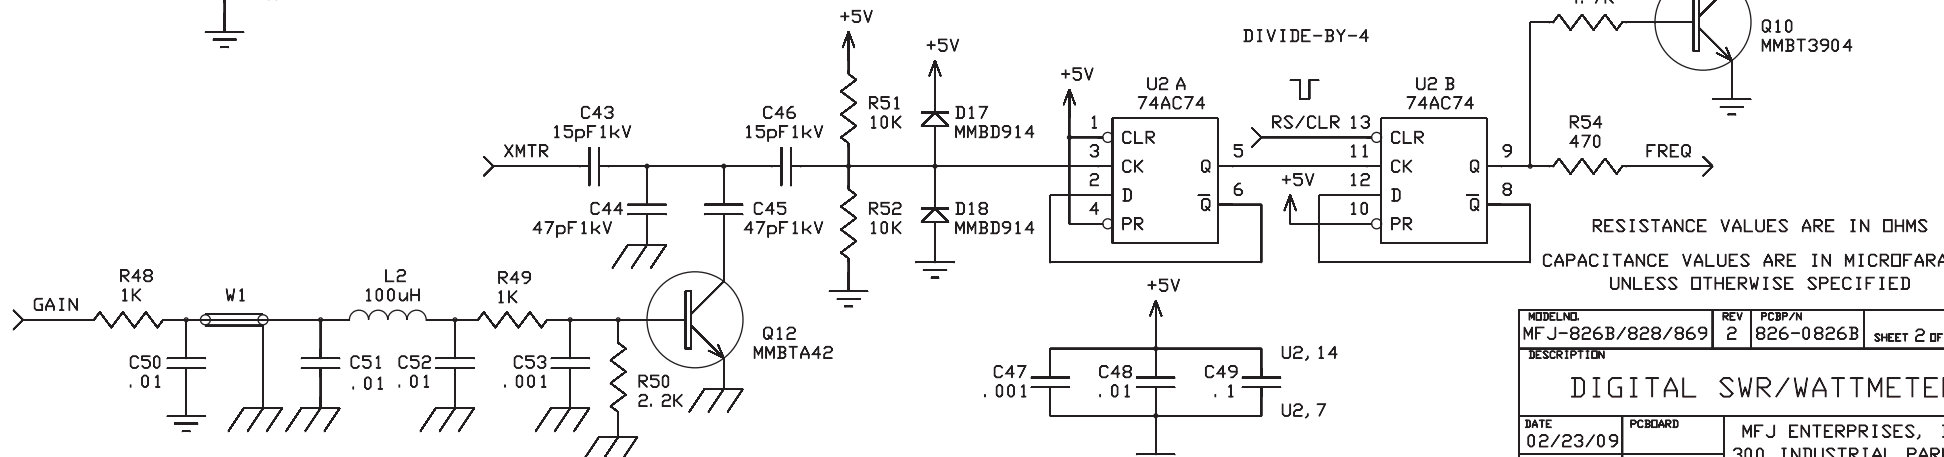 +5V
+5V
DIVIDE-BY-4
Q10
MMBT3904
+5V
U2 A
74AC74
U2 B
74AC74
C43
15pF1kV
C46
15pF1kV
R51
10K
D17
MMBD914
XMTR
1
CLR
3
CK
2
D
4
PR
Q
5
Q
6
RS/CLR
13
CLR
11
CK
+5V
12
D
10
PR
Q
9
Q
8
R54
470
FREQ
C44
47pF1kV
C45
47pF1kV
R52
10K
D18
MMBD914
RESISTANCE VALUES ARE IN OHMS
CAPACITANCE VALUES ARE IN MICROFARA
UNLESS OTHERWISE SPECIFIED
GAIN
R48
1K
W1
L2
100uH
R49
1K
Q12
MMBTA42
C50
.01
C51
.01
C52
.01
C53
.001
R50
2.2K
+5V
C47
.001
C48
.01
C49
.1
U2,14
U2,7
MODELNO.
MFJ-826B/828/869
REV
2
PCBP/N
826-0826B
SHEET 2 OF
DESCRIPTION
DIGITAL SWR/WATTMETE
DATE
02/23/09
PCBOARD
MFJ ENTERPRISES,
300 INDUSTRIAL PAR